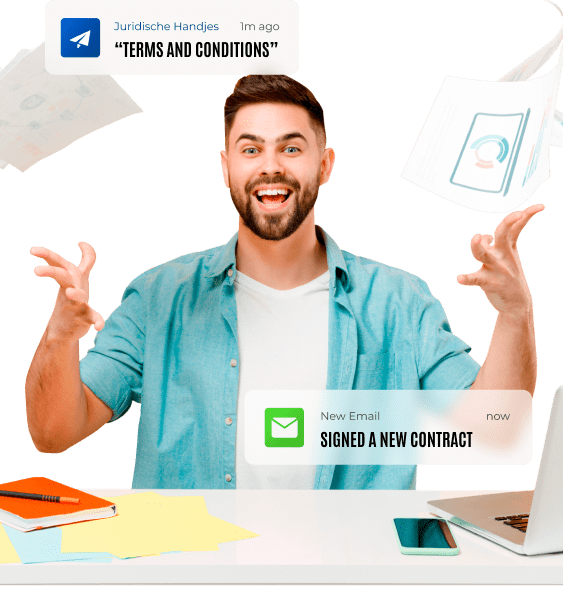 Juridische Handjes 1m ago
“TERMS AND CONDITIONS”
New Email now
SIGNED A NEW CONTRACT